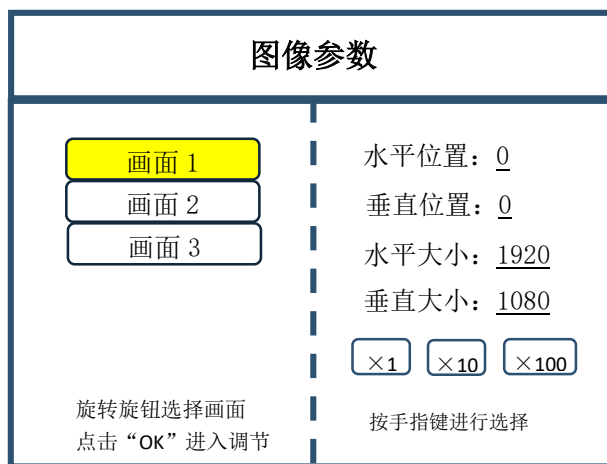 图像参数
画面 1
画面 2
画面 3
旋转旋钮选择画面
点击“OK”进入调节
水平位置：0
垂直位置：0
水平大小：1920
垂直大小：1080
×1 ×10 ×100
按手指键进行选择